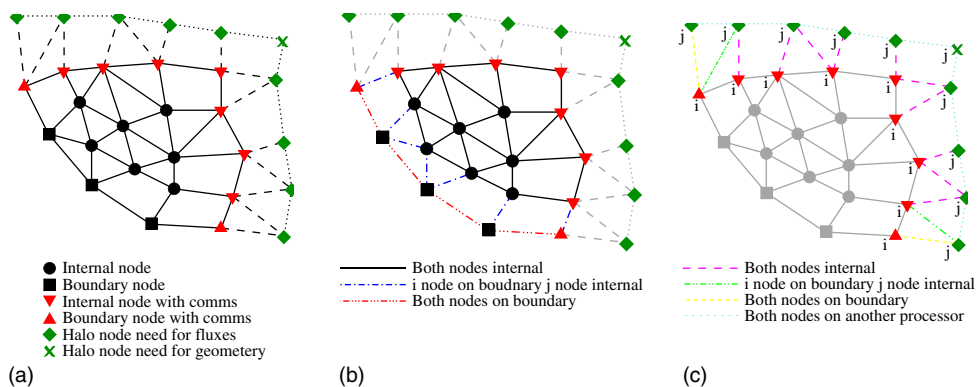 j
j
j
j
j
j
j
j
j
j
i
i
i
i
i
i
i
i
i
Internal node
Boundary node
Internal node with comms
Boundary node with comms
Halo node need for fluxes
Halo node need for geometery
Both nodes internal
i node on boudnary j node internal
Both nodes on boundary
Both nodes internal
i node on boundary j node internal
Both nodes on boundary
Both nodes on another processor
(a)
(b)
(c)